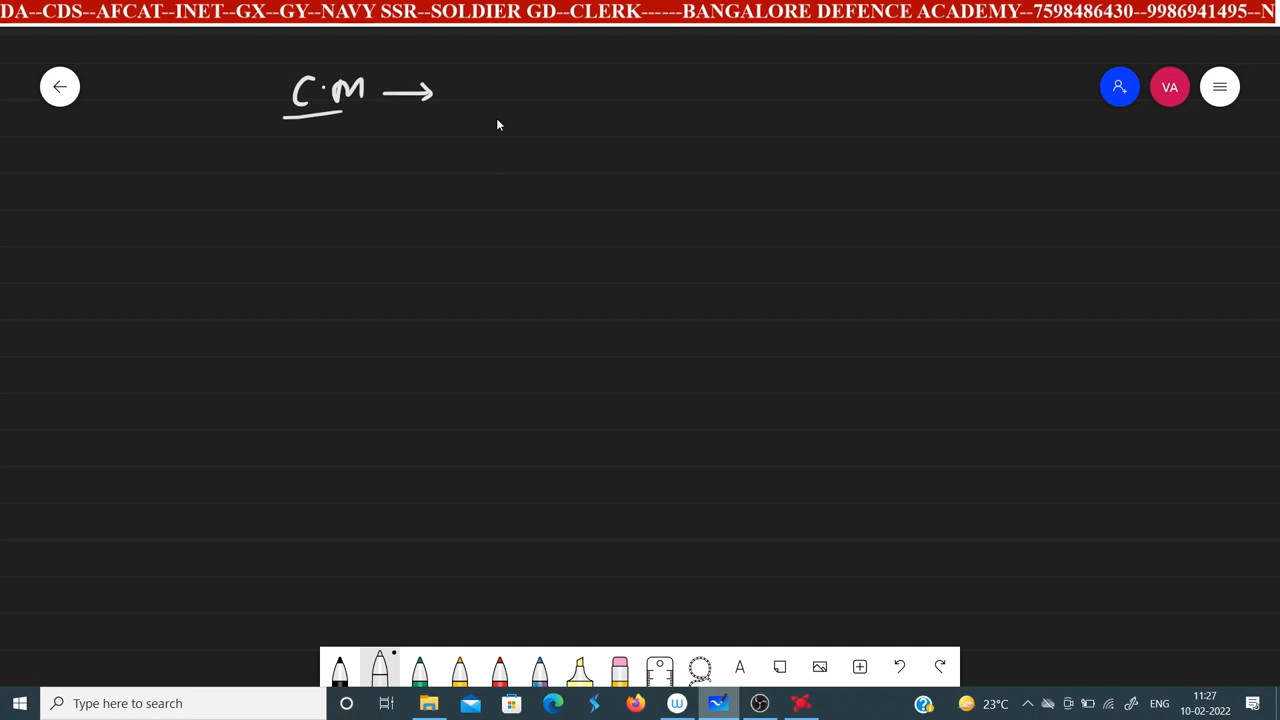 DA--CDS--AFCAT--INET--GX--GY--NAVY SSR--SOLDIER GD--CLERK------BANGALORE DEFENCE ACADEMY--7598486430--9986941495--N
C.M →
VA
A
Type here to search
23°C
ENG
11:27
10-02-2022